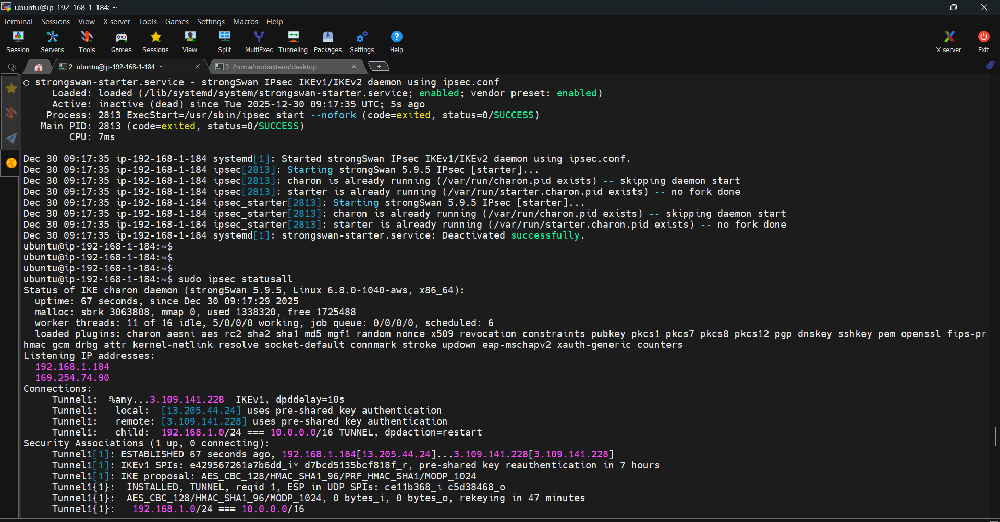 ubuntu@ip-192-168-1-184: ~
Terminal Sessions View X server Tools Games Settings Macros Help
Session Servers Tools Games Sessions View Split MultiExec Tunneling Packages Settings Help X server Exit
2. ubuntu@ip-192-168-1-184: ~ 3. /home/mobaxterm/desktop
○ strongswan-starter.service - strongSwan IPsec IKEv1/IKEv2 daemon using ipsec.conf
Loaded: loaded (/lib/systemd/system/strongswan-starter.service; enabled; vendor preset: enabled)
Active: inactive (dead) since Tue 2025-12-30 09:17:35 UTC; 5s ago
Process: 2813 ExecStart=/usr/sbin/ipsec start --nofork (code=exited, status=0/SUCCESS)
Main PID: 2813 (code=exited, status=0/SUCCESS)
CPU: 7ms
Dec 30 09:17:35 ip-192-168-1-184 systemd[1]: Started strongSwan IPsec IKEv1/IKEv2 daemon using ipsec.conf.
Dec 30 09:17:35 ip-192-168-1-184 ipsec[2813]: Starting strongSwan 5.9.5 IPsec [starter]...
Dec 30 09:17:35 ip-192-168-1-184 ipsec[2813]: charon is already running (/var/run/charon.pid exists) -- skipping daemon start
Dec 30 09:17:35 ip-192-168-1-184 ipsec[2813]: starter is already running (/var/run/starter.charon.pid exists) -- no fork done
Dec 30 09:17:35 ip-192-168-1-184 ipsec_starter[2813]: Starting strongSwan 5.9.5 IPsec [starter]...
Dec 30 09:17:35 ip-192-168-1-184 ipsec_starter[2813]: charon is already running (/var/run/charon.pid exists) -- skipping daemon start
Dec 30 09:17:35 ip-192-168-1-184 ipsec_starter[2813]: starter is already running (/var/run/starter.charon.pid exists) -- no fork done
Dec 30 09:17:35 ip-192-168-1-184 systemd[1]: strongswan-starter.service: Deactivated successfully.
ubuntu@ip-192-168-1-184:~$
ubuntu@ip-192-168-1-184:~$
ubuntu@ip-192-168-1-184:~$
ubuntu@ip-192-168-1-184:~$ sudo ipsec statusall
Status of IKE charon daemon (strongSwan 5.9.5, Linux 6.8.0-1040-aws, x86_64):
uptime: 67 seconds, since Dec 30 09:17:29 2025
malloc: sbrk 3063808, mmap 0, used 1338320, free 1725488
worker threads: 11 of 16 idle, 5/0/0/0 working, job queue: 0/0/0/0, scheduled: 6
loaded plugins: charon aesni aes rc2 sha2 sha1 md5 mgf1 random nonce x509 revocation constraints pubkey pkcs1 pkcs7 pkcs8 pkcs12 pgp dnskey sshkey pem openssl fips-pr
hmac gcm drbg attr kernel-netlink resolve socket-default connmark stroke updown eap-mschapv2 xauth-generic counters
Listening IP addresses:
192.168.1.184
169.254.74.90
Connections:
Tunnel1: %any...3.109.141.228 IKEv1, dpddelay=10s
Tunnel1: local: [13.205.44.24] uses pre-shared key authentication
Tunnel1: remote: [3.109.141.228] uses pre-shared key authentication
Tunnel1: child: 192.168.1.0/24 === 10.0.0.0/16 TUNNEL, dpdaction=restart
Security Associations (1 up, 0 connecting):
Tunnel1[1]: ESTABLISHED 67 seconds ago, 192.168.1.184[13.205.44.24]...3.109.141.228[3.109.141.228]
Tunnel1[1]: IKEv1 SPIs: e429567261a7b6dd_i* d7bcd5135bcf818f_r, pre-shared key reauthentication in 7 hours
Tunnel1[1]: IKE proposal: AES_CBC_128/HMAC_SHA1_96/PRF_HMAC_SHA1/MODP_1024
Tunnel1{1}: INSTALLED, TUNNEL, reqid 1, ESP in UDP SPIs: ce11b368_i c5d38468_o
Tunnel1{1}: AES_CBC_128/HMAC_SHA1_96/MODP_1024, 0 bytes_i, 0 bytes_o, rekeying in 47 minutes
Tunnel1{1}: 192.168.1.0/24 === 10.0.0.0/16